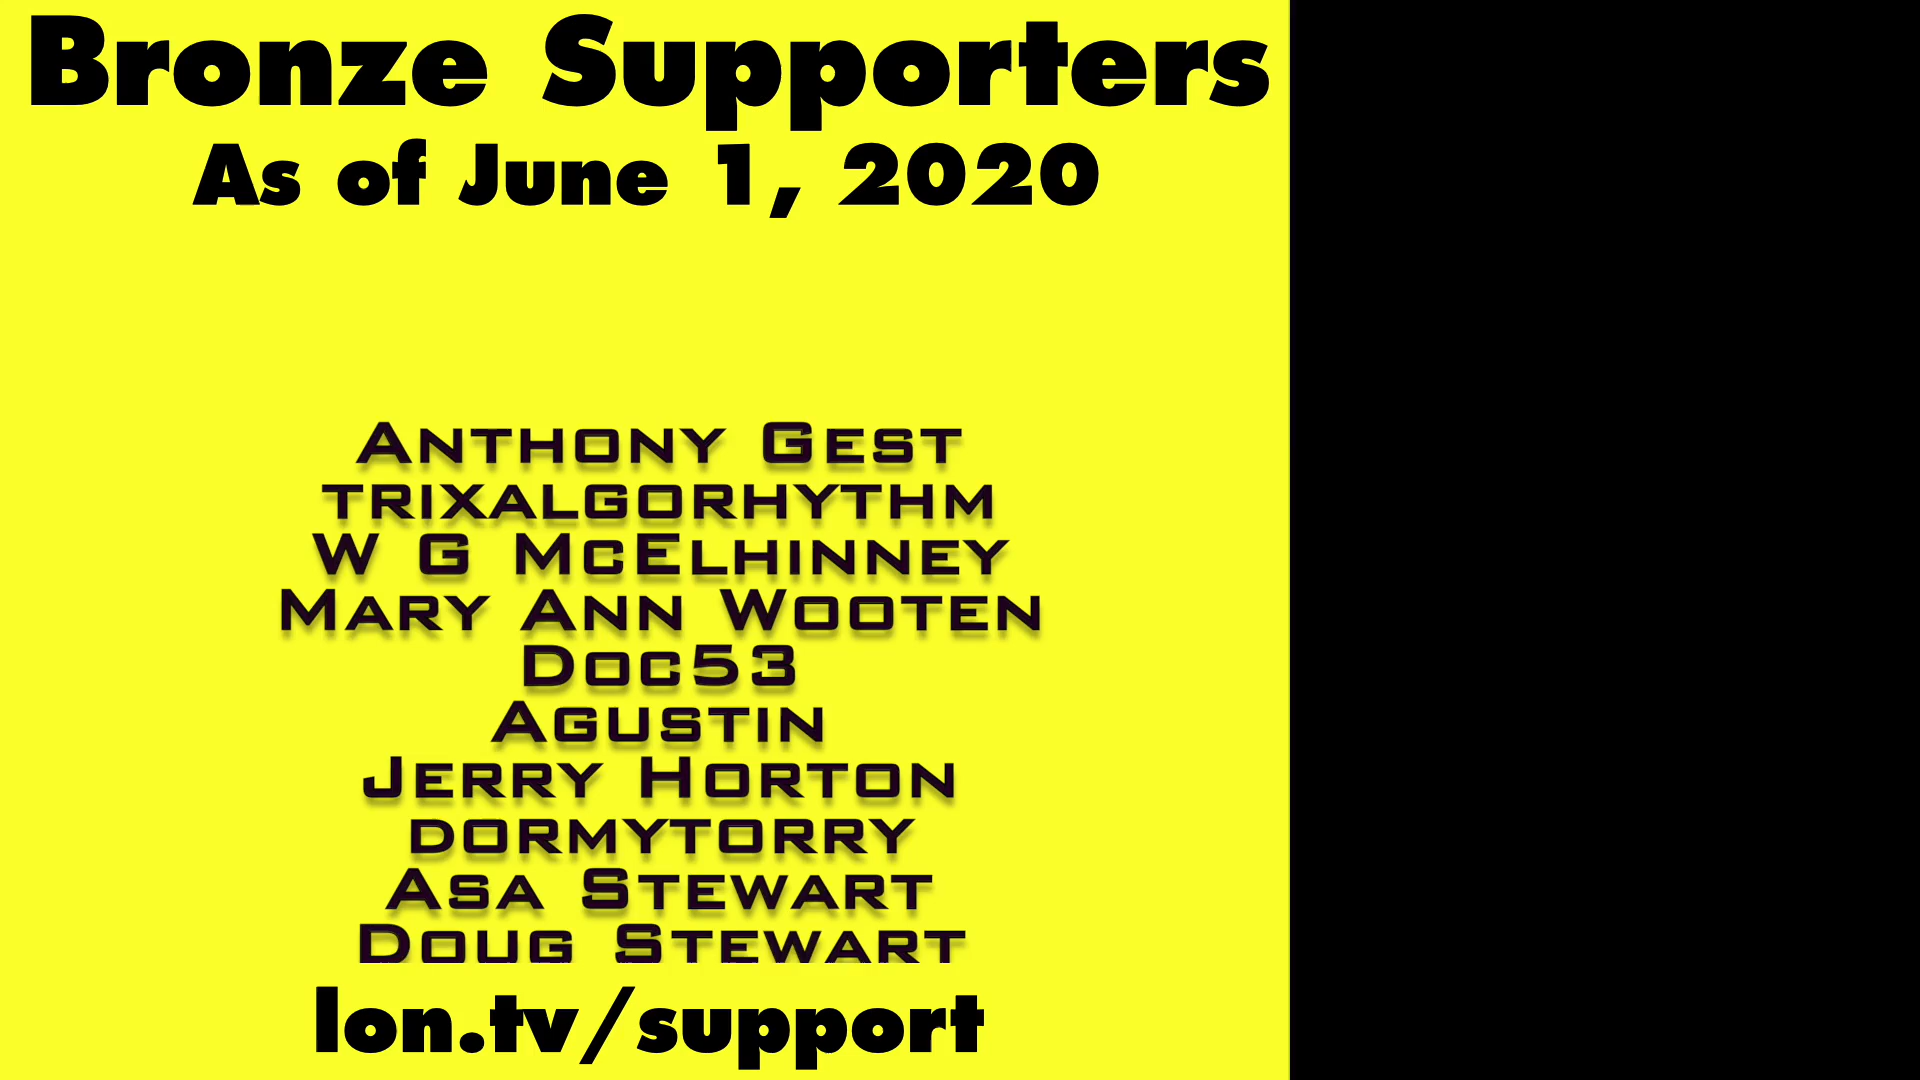 Bronze Supporters
As of June 1, 2020
Anthony Gest
trixalgorhythm
W G McElhinney
Mary Ann Wooten
Doc53
Agustin
Jerry Horton
dormytorry
Asa Stewart
Doug Stewart
lon.tv/support